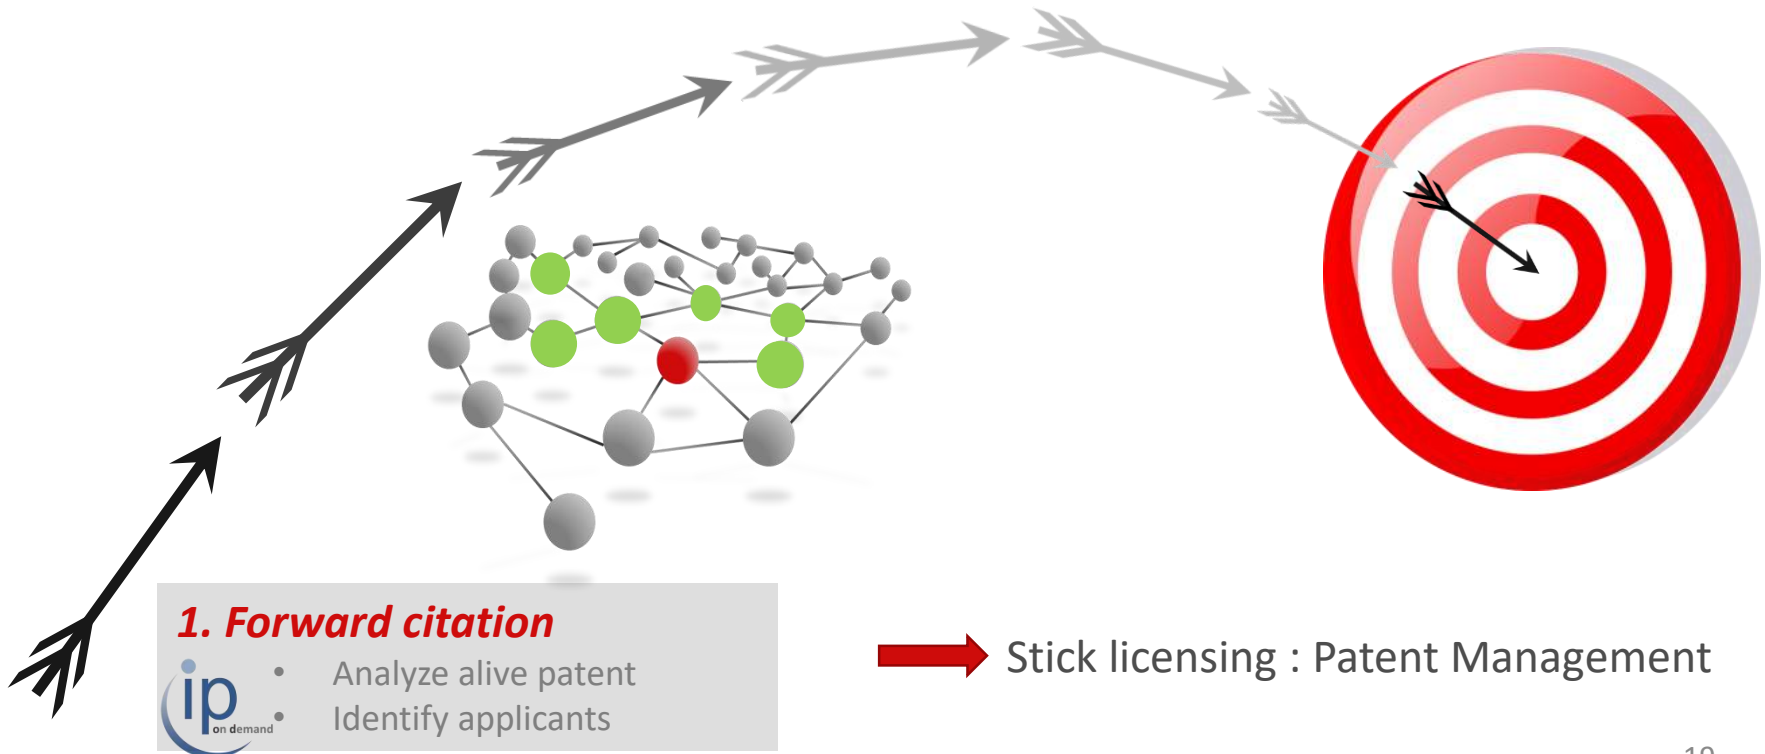 1. Forward citation
• Analyze alive patent
• Identify applicants
ip
on demand
Stick licensing : Patent Management